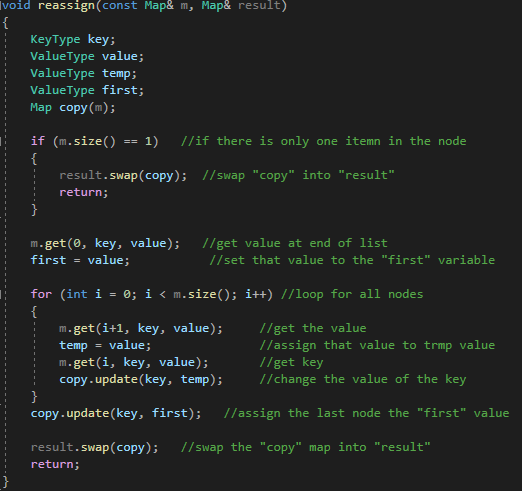 void reassign(const Map& m, Map& result)
{
KeyType key;
ValueType value;
ValueType temp;
ValueType first;
Map copy(m);
if (m.size() == 1) //if there is only one itemn in the node
{
result.swap(copy); //swap "copy" into "result"
return;
}
m.get(0, key, value); //get value at end of list
first = value; //set that value to the "first" variable
for (int i = 0; i < m.size(); i++) //loop for all nodes
{
m.get(i+1, key, value); //get the value
temp = value; //assign that value to trmp value
m.get(i, key, value); //get key
copy.update(key, temp); //change the value of the key
}
copy.update(key, first); //assign the last node the "first" value
result.swap(copy); //swap the "copy" map into "result"
return;
}